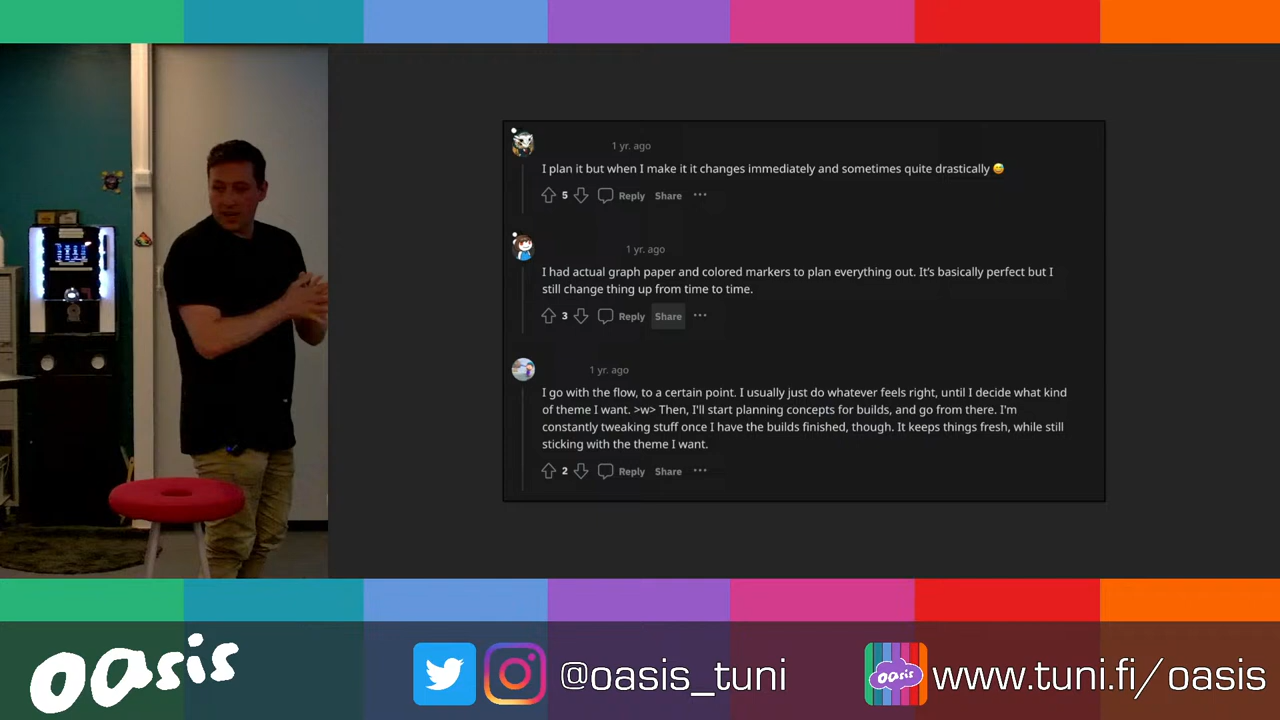 1 yr. ago
I plan it but when I make it it changes immediately and sometimes quite drastically 😅
5 Reply Share ...
1 yr. ago
I had actual graph paper and colored markers to plan everything out. It's basically perfect but I
still change thing up from time to time.
3 Reply Share ...
1 yr. ago
I go with the flow, to a certain point. I usually just do whatever feels right, until I decide what kind
of theme I want. >w> Then, I'll start planning concepts for builds, and go from there. I'm
constantly tweaking stuff once I have the builds finished, though. It keeps things fresh, while still
sticking with the theme I want.
2 Reply Share ...
oasis
@oasis_tuni
oasis
www.tuni.fi/oasis